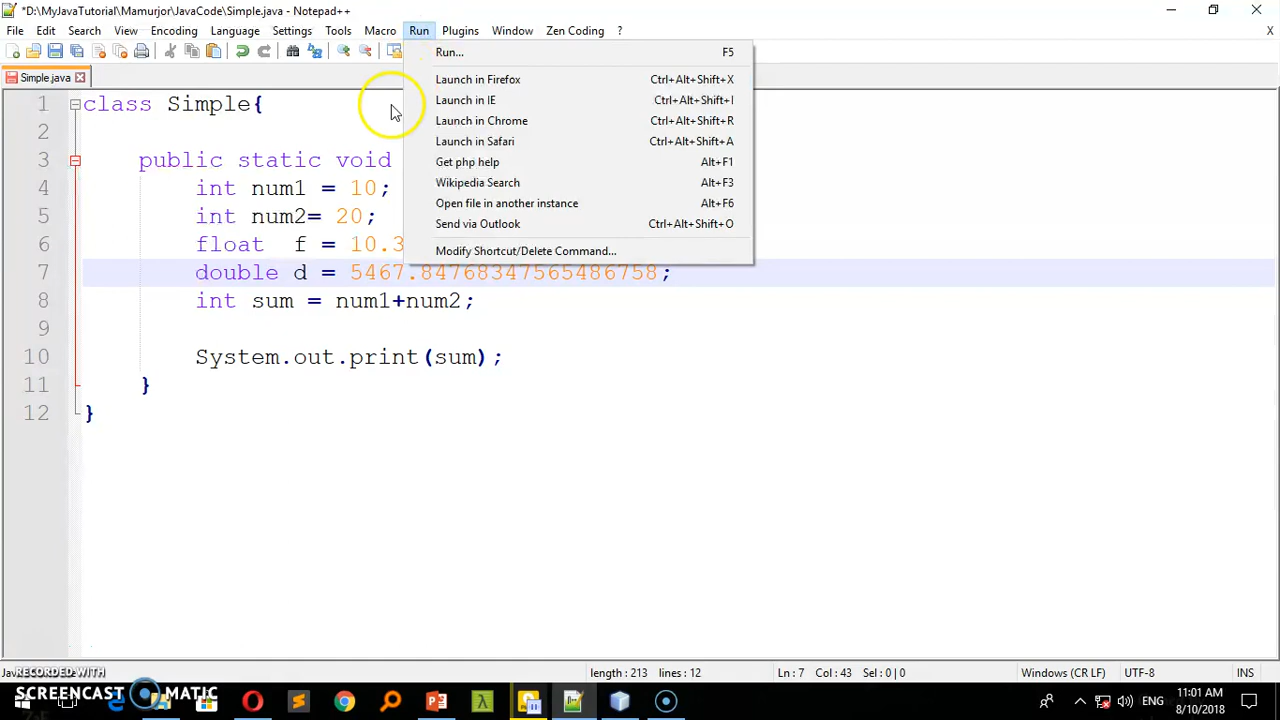 *D:\MyJavaTutorial\Mamurjor\JavaCode\Simple.java - Notepad++
File Edit Search View Encoding Language Settings Tools Macro Run Plugins Window Zen Coding ? X
Simple.java
Run... F5
Launch in Firefox Ctrl+Alt+Shift+X
Launch in IE Ctrl+Alt+Shift+I
Launch in Chrome Ctrl+Alt+Shift+R
Launch in Safari Ctrl+Alt+Shift+A
Get php help Alt+F1
Wikipedia Search Alt+F3
Open file in another instance Alt+F6
Send via Outlook Ctrl+Alt+Shift+O
Modify Shortcut/Delete Command...
1 class Simple{
2
3 public static void
4 int num1 = 10;
5 int num2= 20;
6 float f = 10.3
7 double d = 5467.84768347565486758;
8 int sum = num1+num2;
9
10 System.out.print(sum);
11 }
12 }
length : 213 lines : 12 Ln : 7 Col : 43 Sel : 0 | 0 Windows (CR LF) UTF-8 INS
RECORDED WITH
SCREENCAST MATIC
ENG
11:01 AM
8/10/2018